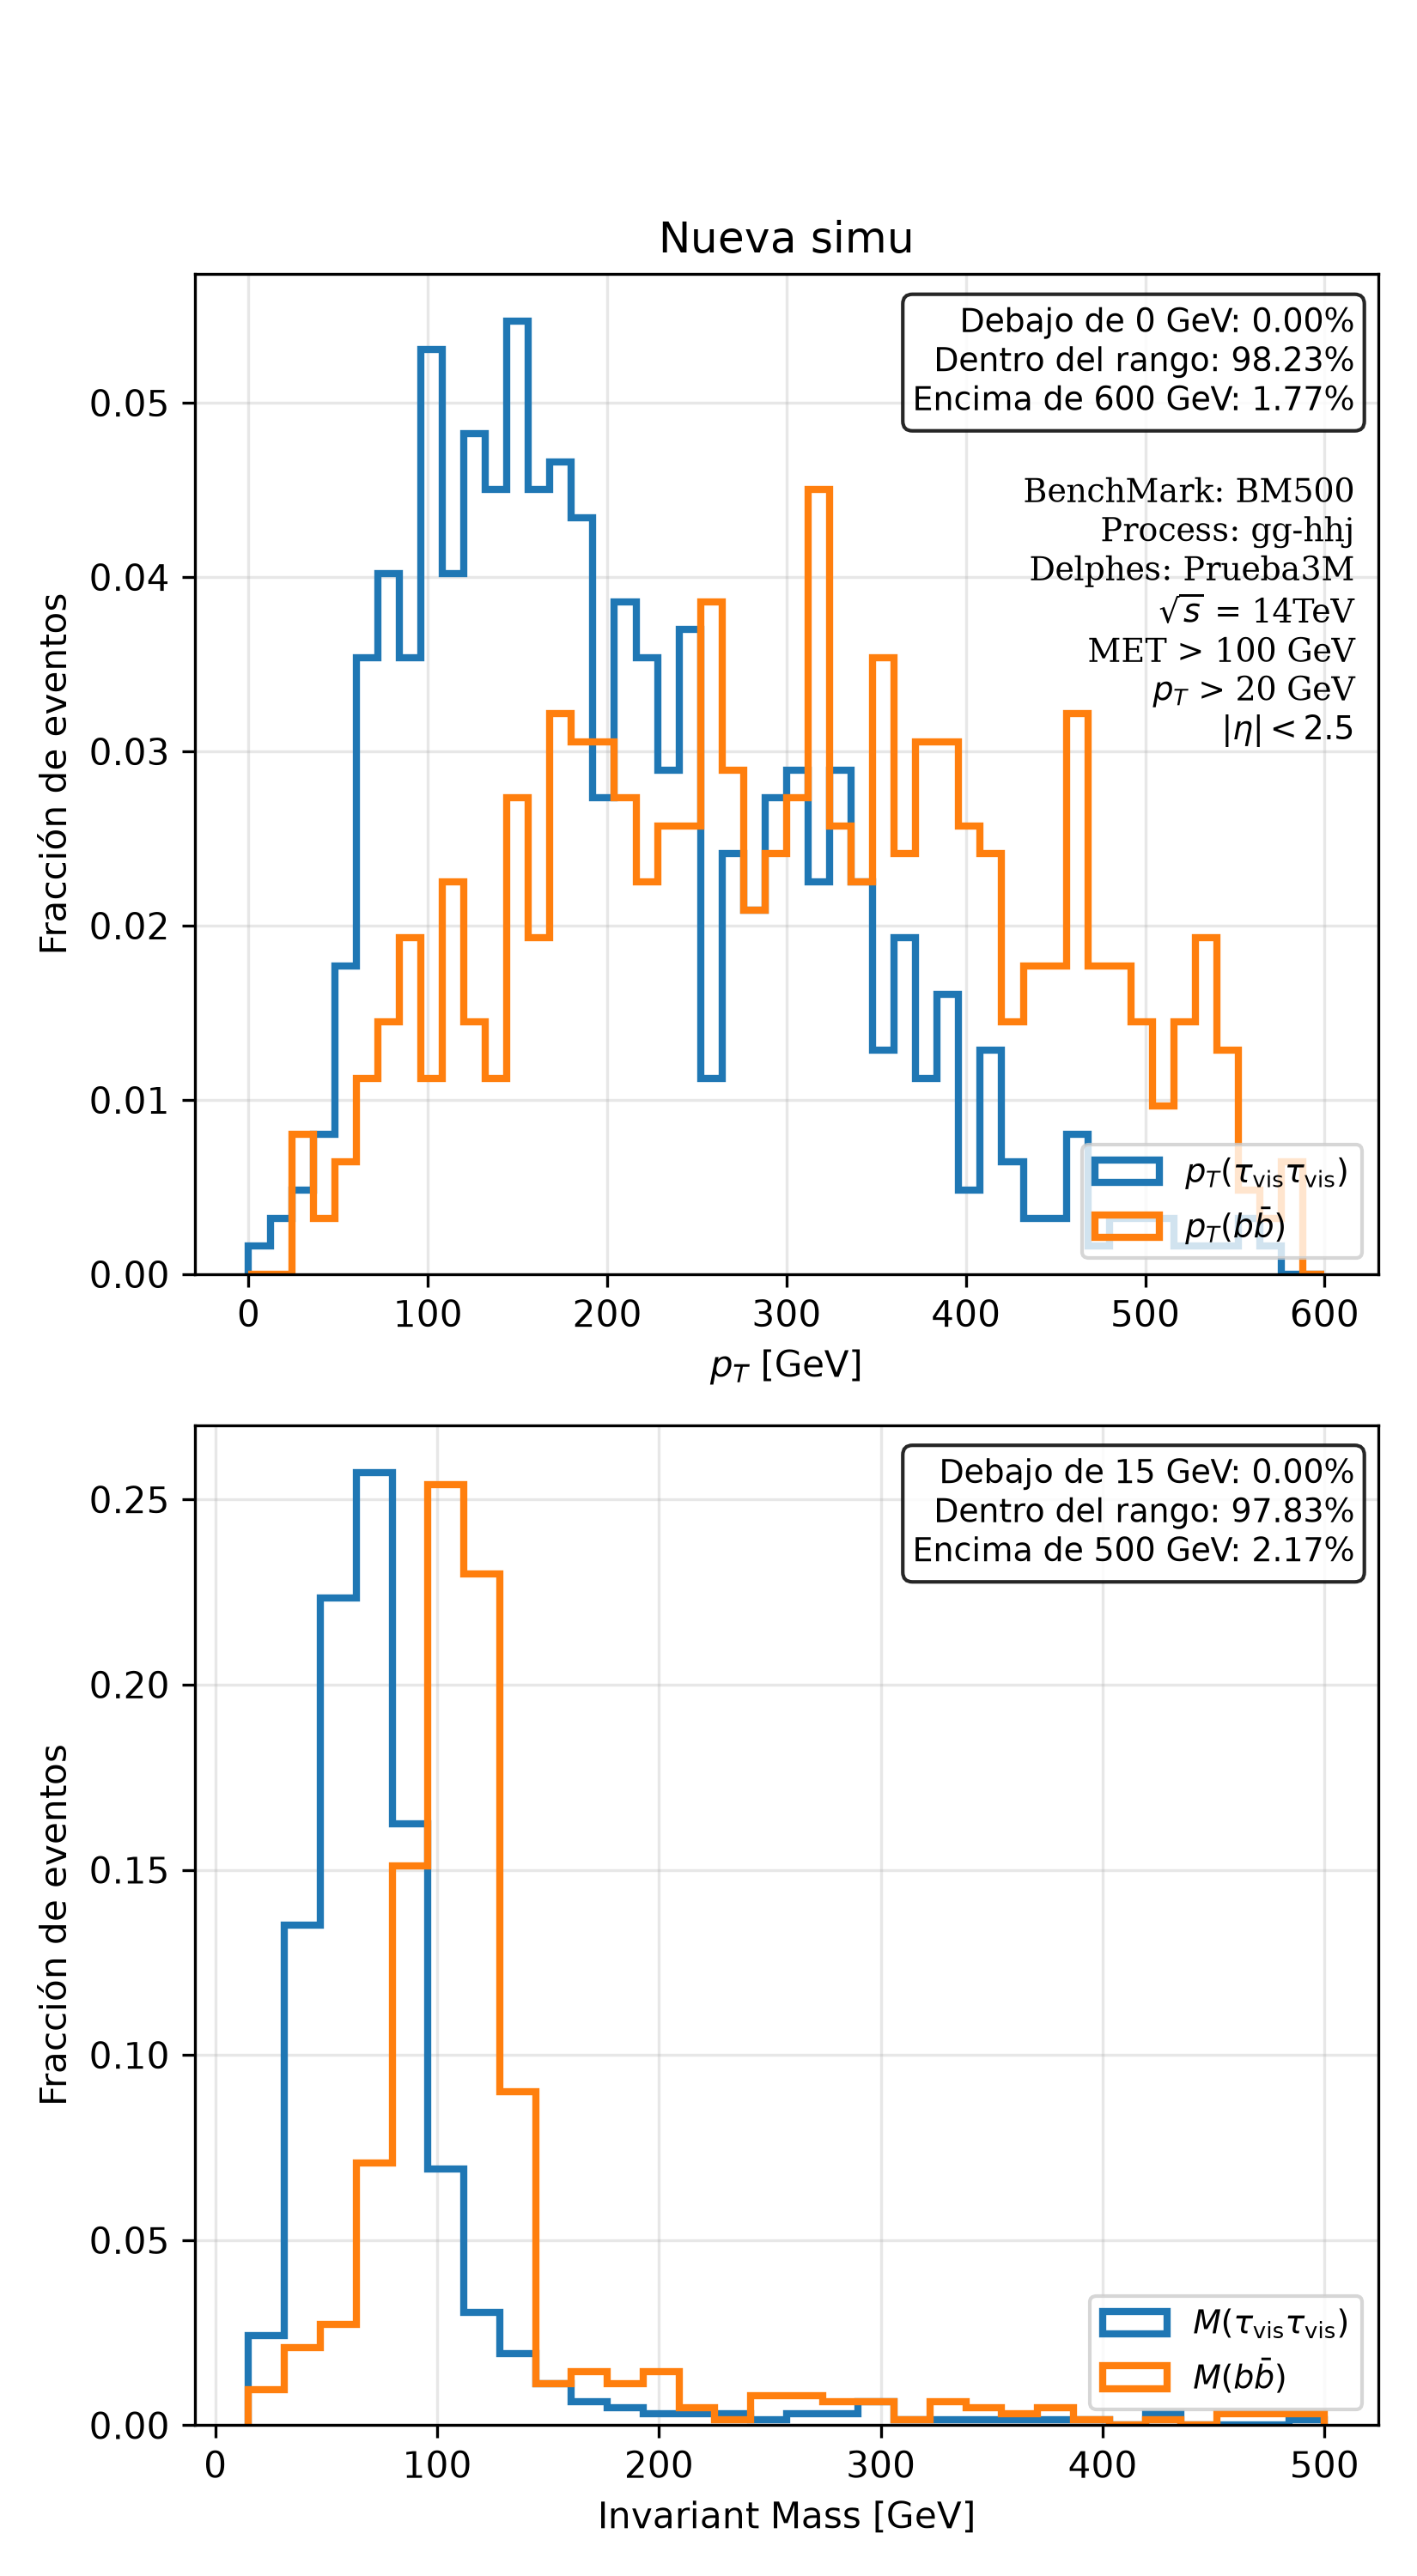 Nueva simu
Debajo de 0 GeV: 0.00%
Dentro del rango: 98.23%
Encima de 600 GeV: 1.77%
BenchMark: BM500
Process: gg-hhj
Delphes: Prueba3M
√s = 14TeV
MET > 100 GeV
p_T > 20 GeV
|η| < 2.5
Fracción de eventos
0.05
0.04
0.03
0.02
0.01
0.00
p_T(τ_vis τ_vis)
p_T(bb̄)
0 100 200 300 400 500 600
p_T [GeV]
Debajo de 15 GeV: 0.00%
Dentro del rango: 97.83%
Encima de 500 GeV: 2.17%
Fracción de eventos
0.25
0.20
0.15
0.10
0.05
0.00
M(τ_vis τ_vis)
M(bb̄)
0 100 200 300 400 500
Invariant Mass [GeV]